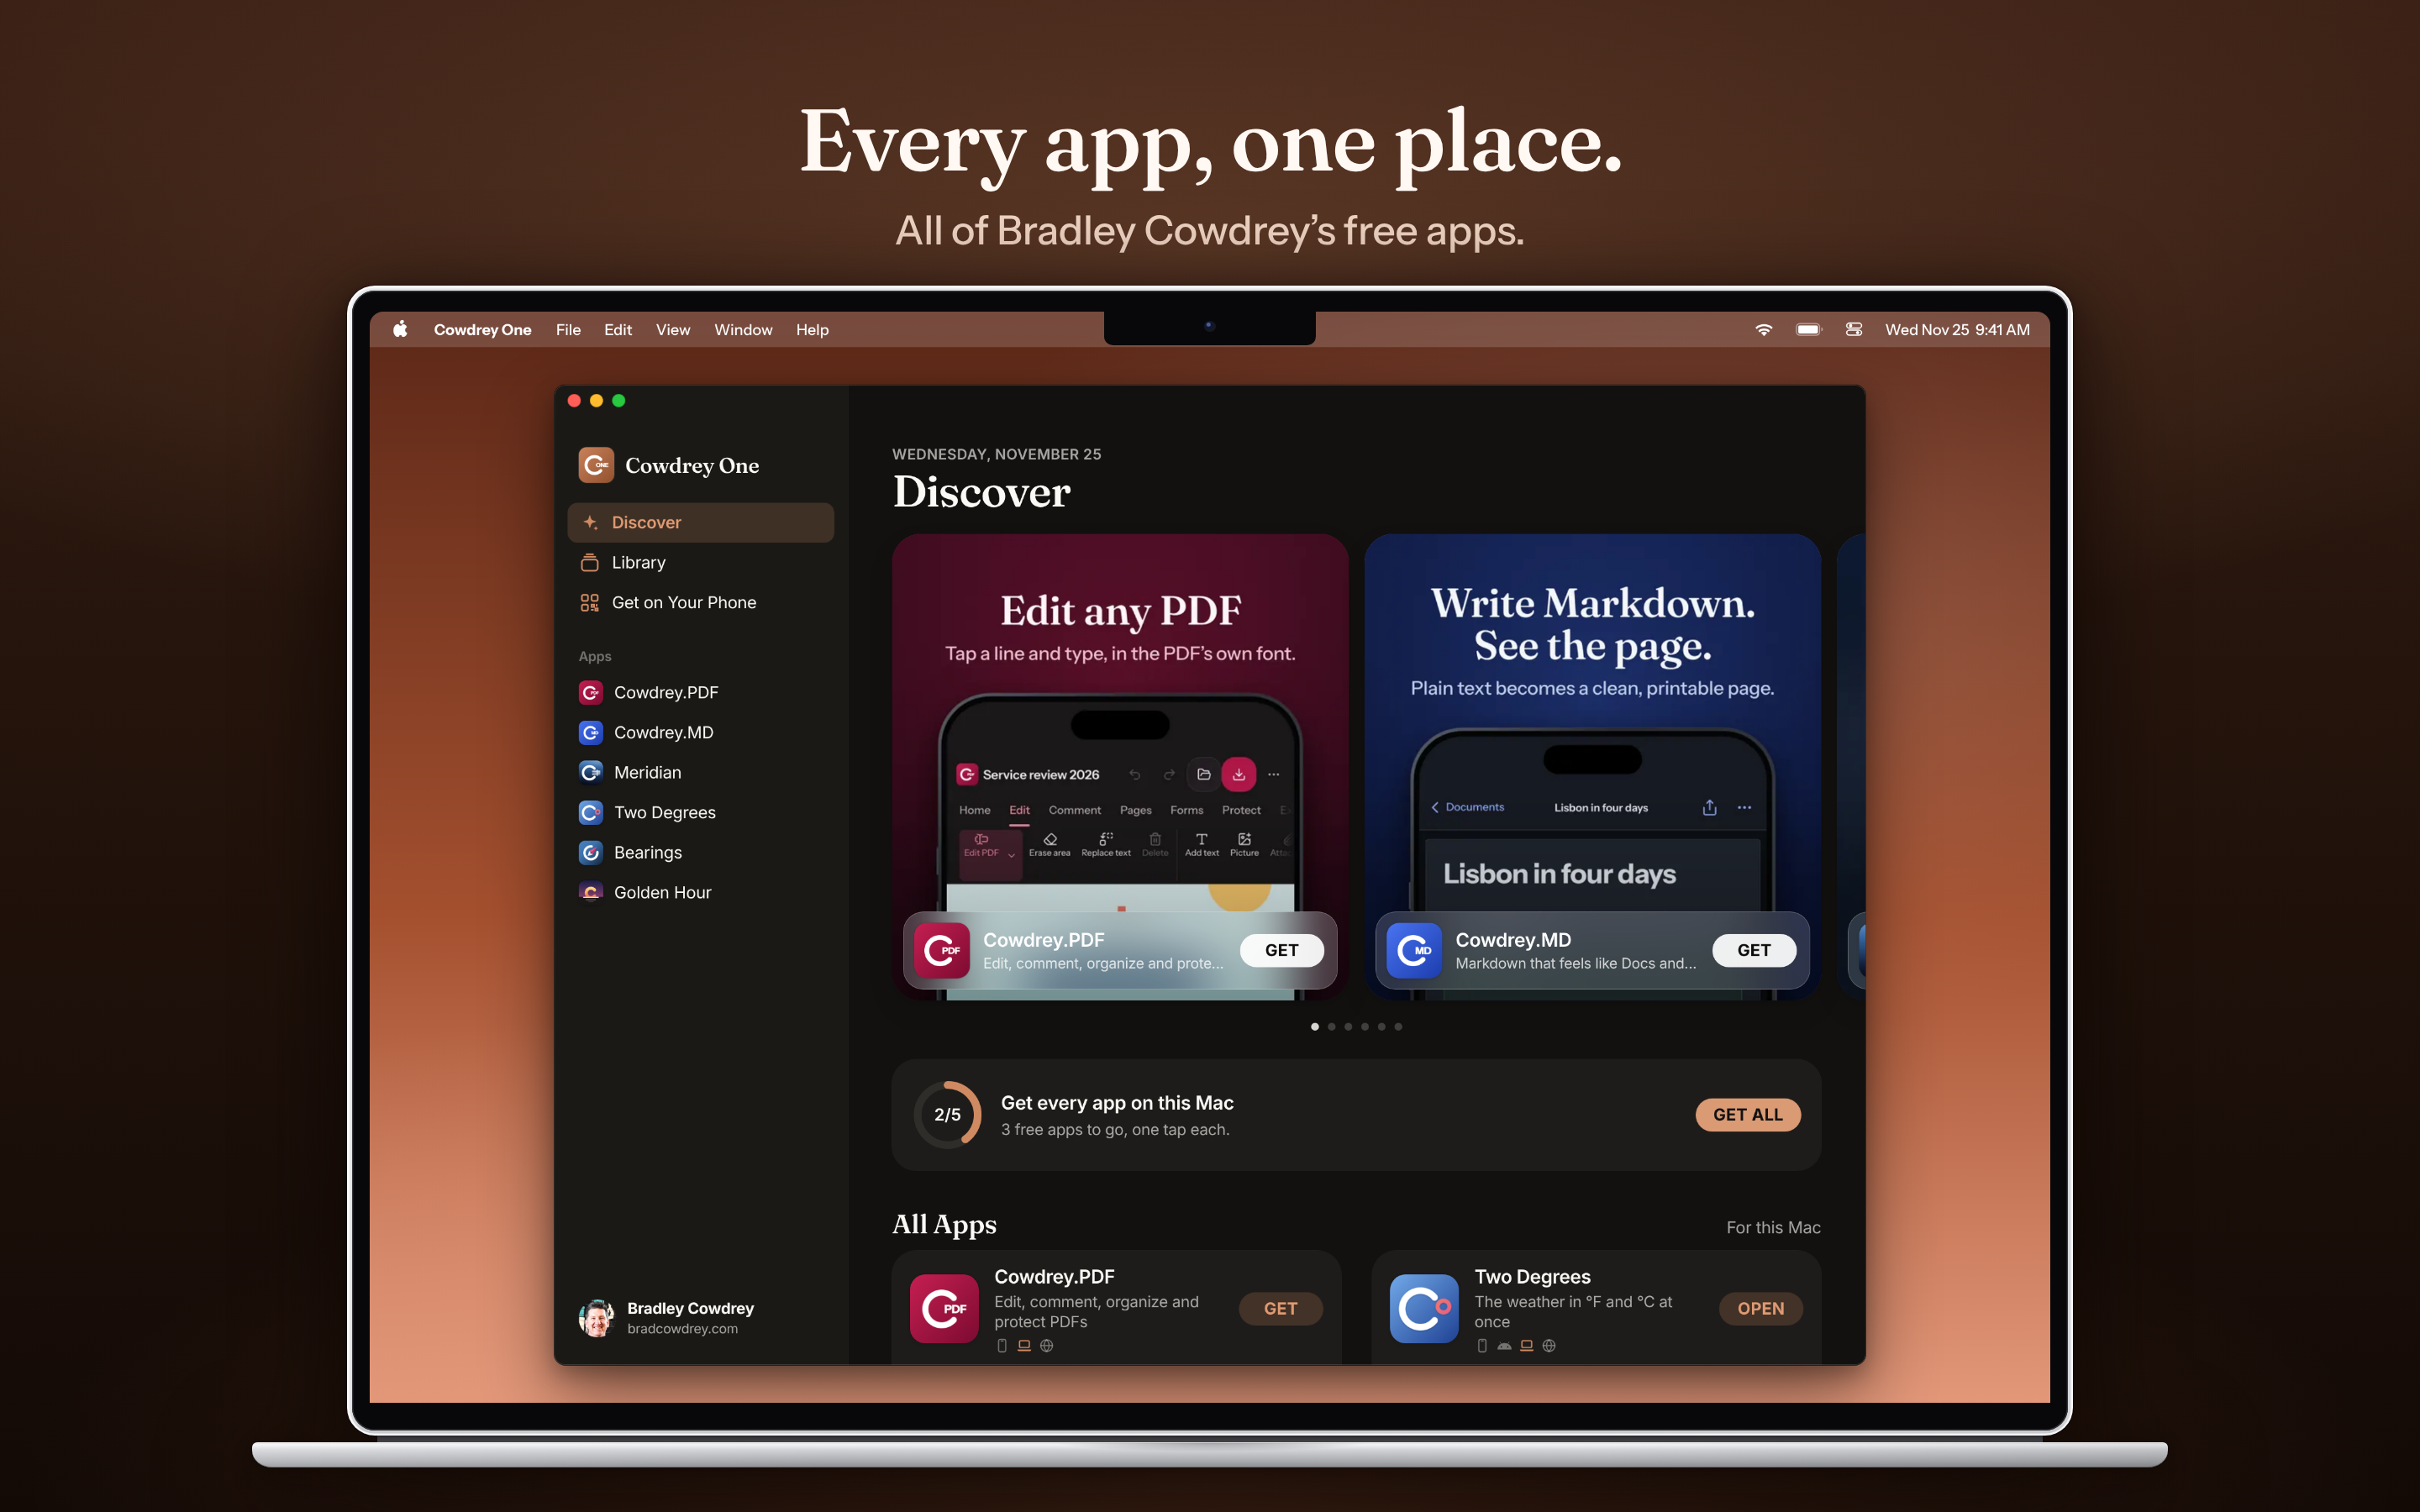 Every app, one place.
All of Bradley Cowdrey’s free apps.
Cowdrey One File Edit View Window Help
Wed Nov 25 9:41 AM
ONE
Cowdrey One
Discover
Library
Get on Your Phone
Apps
Cowdrey.PDF
Cowdrey.MD
Meridian
Two Degrees
Bearings
Golden Hour
Bradley Cowdrey
bradcowdrey.com
WEDNESDAY, NOVEMBER 25
Discover
Edit any PDF
Tap a line and type, in the PDF’s own font.
Service review 2026
Home Edit Comment Pages Forms Protect
Edit PDF Erase area Replace text Delete Add text Picture
PDF
Cowdrey.PDF
Edit, comment, organize and prote...
GET
Write Markdown.
See the page.
Plain text becomes a clean, printable page.
Documents
Lisbon in four days
Lisbon in four days
MD
Cowdrey.MD
Markdown that feels like Docs and...
GET
2/5
Get every app on this Mac
3 free apps to go, one tap each.
GET ALL
All Apps
For this Mac
PDF
Cowdrey.PDF
Edit, comment, organize and
protect PDFs
GET
Two Degrees
The weather in °F and °C at
once
OPEN